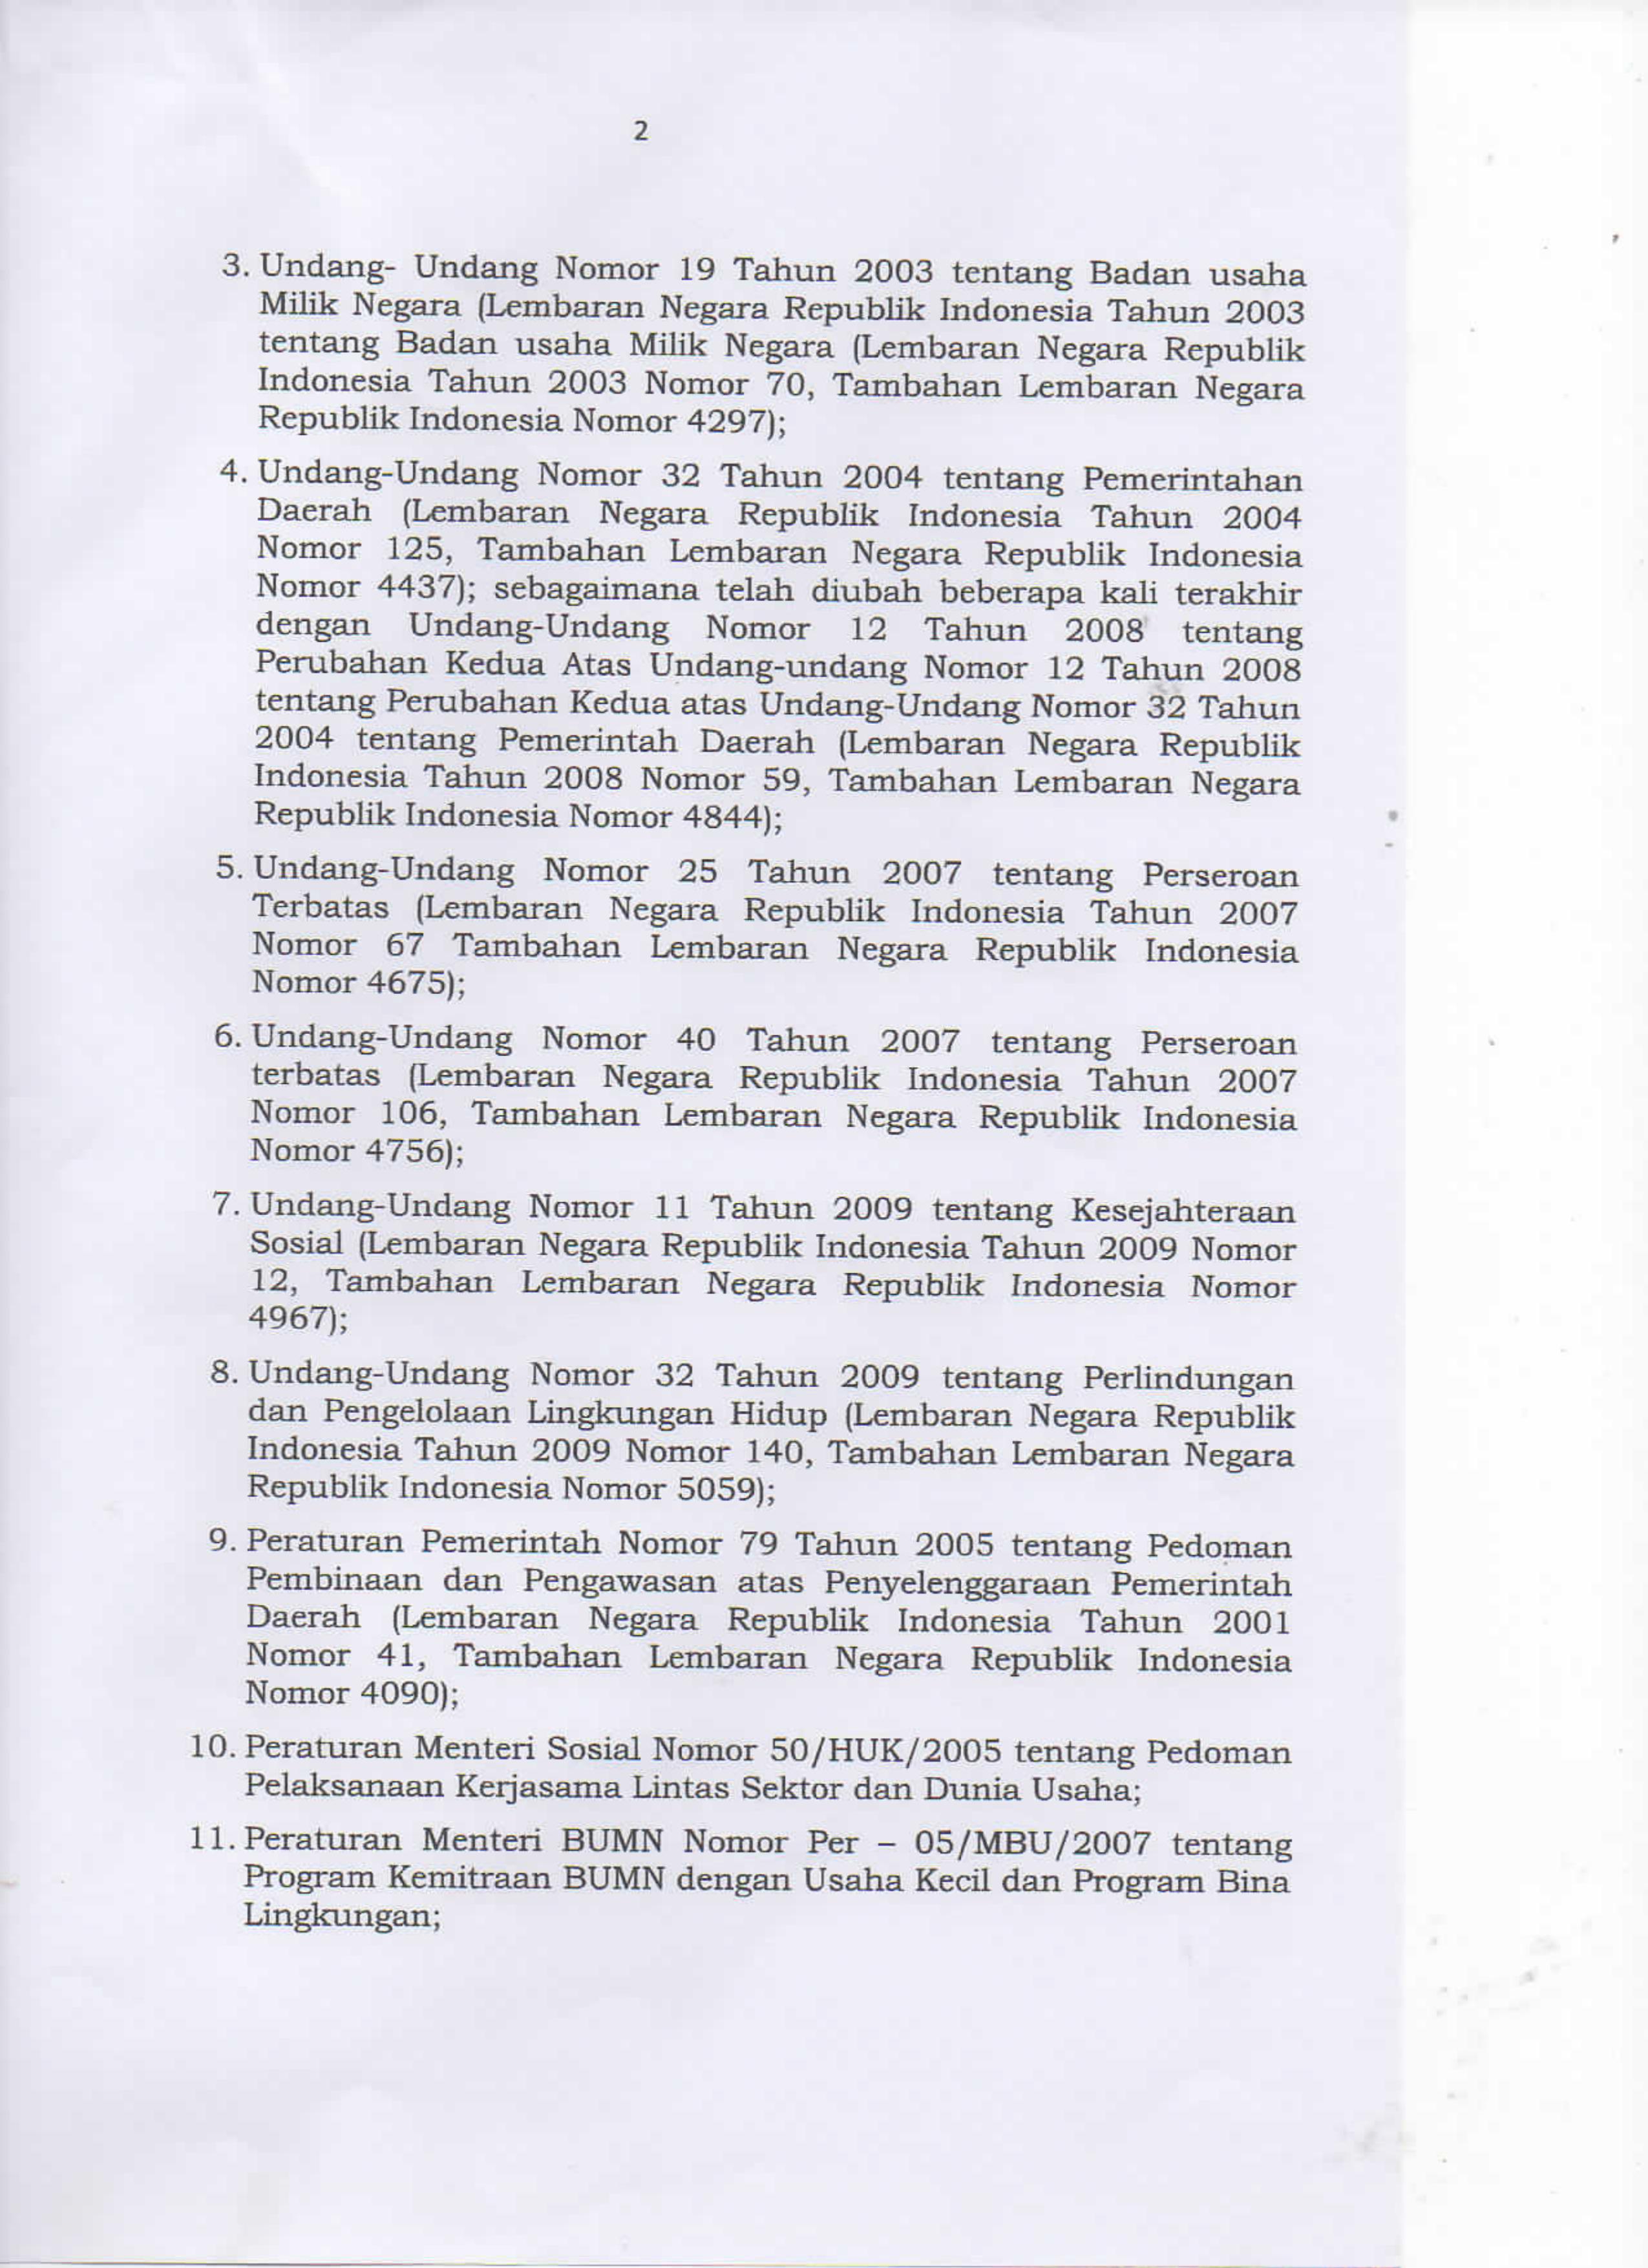 2
3. Undang- Undang Nomor 19 Tahun 2003 tentang Badan usaha
Milik Negara (Lembaran Negara Republik Indonesia Tahun 2003
tentang Badan usaha Milik Negara (Lembaran Negara Republik
Indonesia Tahun 2003 Nomor 70, Tambahan Lembaran Negara
Republik Indonesia Nomor 4297);
4. Undang-Undang Nomor 32 Tahun 2004 tentang Pemerintahan
Daerah (Lembaran Negara Republik Indonesia Tahun 2004
Nomor 125, Tambahan Lembaran Negara Republik Indonesia
Nomor 4437); sebagaimana telah diubah beberapa kali terakhir
dengan Undang-Undang Nomor 12 Tahun 2008 tentang
Perubahan Kedua Atas Undang-undang Nomor 12 Tahun 2008
tentang Perubahan Kedua atas Undang-Undang Nomor 32 Tahun
2004 tentang Pemerintah Daerah (Lembaran Negara Republik
Indonesia Tahun 2008 Nomor 59, Tambahan Lembaran Negara
Republik Indonesia Nomor 4844);
5. Undang-Undang Nomor 25 Tahun 2007 tentang Perseroan
Terbatas (Lembaran Negara Republik Indonesia Tahun 2007
Nomor 67 Tambahan Lembaran Negara Republik Indonesia
Nomor 4675);
6. Undang-Undang Nomor 40 Tahun 2007 tentang Perseroan
terbatas (Lembaran Negara Republik Indonesia Tahun 2007
Nomor 106, Tambahan Lembaran Negara Republik Indonesia
Nomor 4756);
7. Undang-Undang Nomor 11 Tahun 2009 tentang Kesejahteraan
Sosial (Lembaran Negara Republik Indonesia Tahun 2009 Nomor
12, Tambahan Lembaran Negara Republik Indonesia Nomor
4967);
8. Undang-Undang Nomor 32 Tahun 2009 tentang Perlindungan
dan Pengelolaan Lingkungan Hidup (Lembaran Negara Republik
Indonesia Tahun 2009 Nomor 140, Tambahan Lembaran Negara
Republik Indonesia Nomor 5059);
9. Peraturan Pemerintah Nomor 79 Tahun 2005 tentang Pedoman
Pembinaan dan Pengawasan atas Penyelenggaraan Pemerintah
Daerah (Lembaran Negara Republik Indonesia Tahun 2001
Nomor 41, Tambahan Lembaran Negara Republik Indonesia
Nomor 4090);
10. Peraturan Menteri Sosial Nomor 50/HUK/2005 tentang Pedoman
Pelaksanaan Kerjasama Lintas Sektor dan Dunia Usaha;
11. Peraturan Menteri BUMN Nomor Per – 05/MBU/2007 tentang
Program Kemitraan BUMN dengan Usaha Kecil dan Program Bina
Lingkungan;